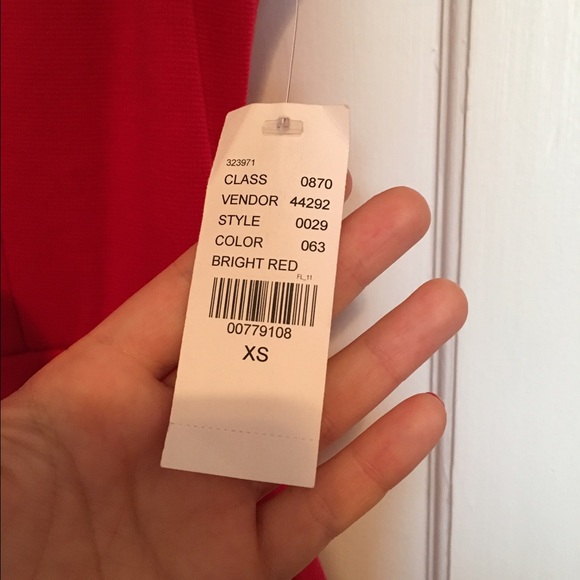 323971
CLASS 0870
VENDOR 44292
STYLE 0029
COLOR 063
BRIGHT RED
FL_11
00779108
XS